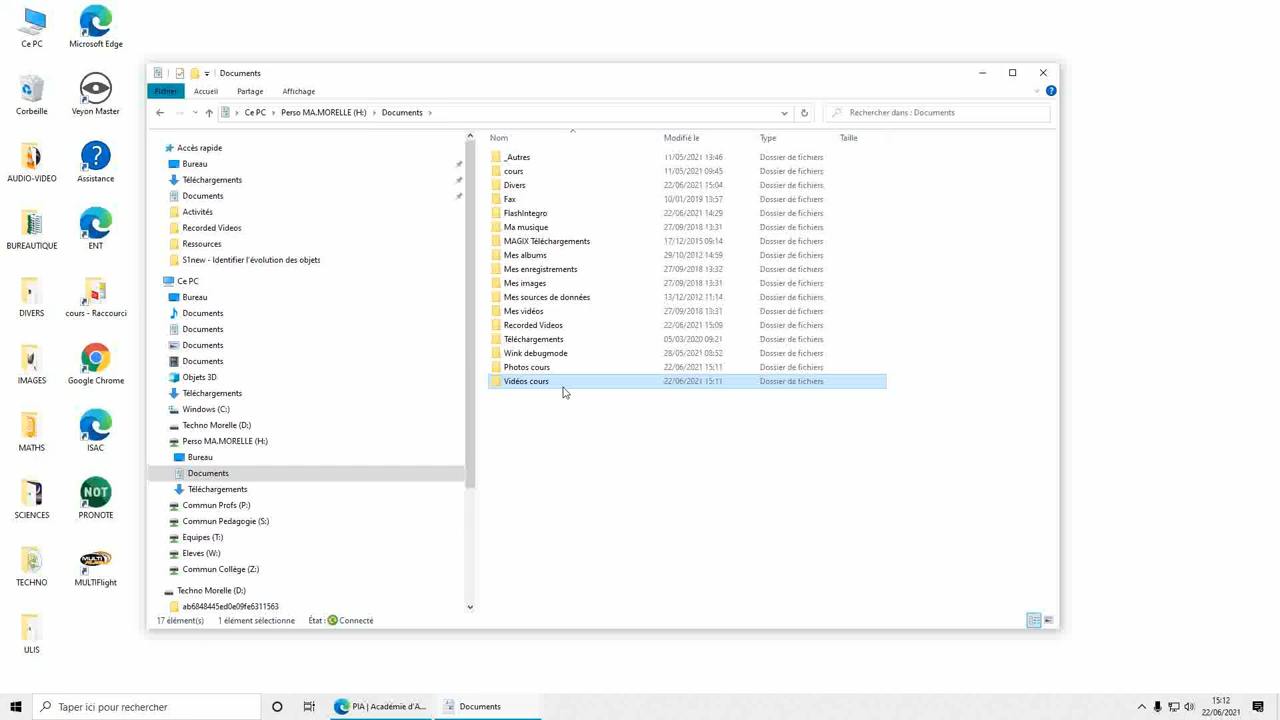 Ce PC
Microsoft Edge
Corbeille
Veyon Master
AUDIO-VIDEO
Assistance
BUREAUTIQUE
ENT
DIVERS
cours - Raccourci
IMAGES
Google Chrome
MATHS
ISAC
SCIENCES
NOT
PRONOTE
TECHNO
MULTI
MULTIFlight
ULIS
Documents
Fichier Accueil Partage Affichage
Ce PC > Perso MA.MORELLE (H:) > Documents >
Rechercher dans : Documents
Accès rapide
Bureau
Téléchargements
Documents
Activités
Recorded Videos
Ressources
S1new - Identifier l'évolution des objets
Ce PC
Bureau
Documents
Documents
Documents
Documents
Objets 3D
Téléchargements
Windows (C:)
Techno Morelle (D:)
Perso MA.MORELLE (H:)
Bureau
Documents
Téléchargements
Commun Profs (P:)
Commun Pedagogie (S:)
Equipes (T:)
Eleves (W:)
Commun Collège (Z:)
Techno Morelle (D:)
ab6848445ed0e09fe6311563
Nom Modifié le Type Taille
_Autres 11/05/2021 13:46 Dossier de fichiers
cours 11/05/2021 09:45 Dossier de fichiers
Divers 22/06/2021 15:04 Dossier de fichiers
Fax 10/01/2019 13:57 Dossier de fichiers
FlashIntegro 22/06/2021 14:29 Dossier de fichiers
Ma musique 27/09/2018 13:31 Dossier de fichiers
MAGIX Téléchargements 17/12/2015 09:14 Dossier de fichiers
Mes albums 29/10/2012 14:59 Dossier de fichiers
Mes enregistrements 27/09/2018 13:32 Dossier de fichiers
Mes images 27/09/2018 13:31 Dossier de fichiers
Mes sources de données 13/12/2012 11:14 Dossier de fichiers
Mes vidéos 27/09/2018 13:31 Dossier de fichiers
Recorded Videos 22/06/2021 15:09 Dossier de fichiers
Téléchargements 05/03/2020 09:21 Dossier de fichiers
Wink debugmode 28/05/2021 08:52 Dossier de fichiers
Photos cours 22/06/2021 15:11 Dossier de fichiers
Vidéos cours 22/06/2021 15:11 Dossier de fichiers
17 élément(s) 1 élément sélectionné État : Connecté
Taper ici pour rechercher
PIA | Académie d'A...
Documents
15:12
22/06/2021